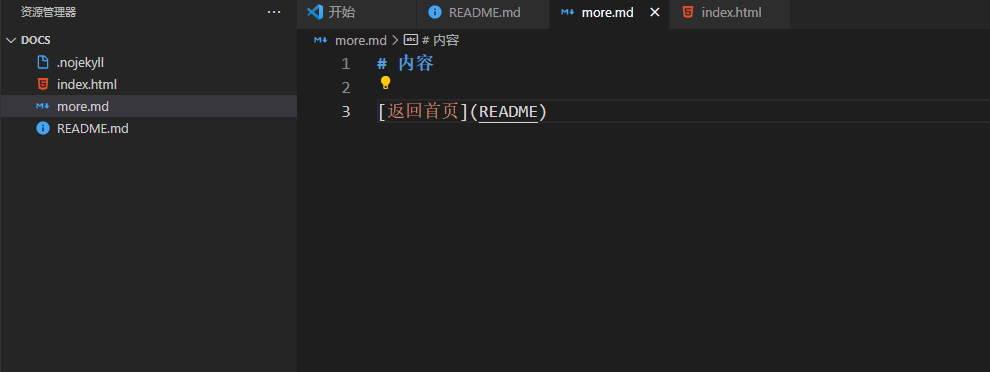 资源管理器 ···
DOCS
.nojekyll
index.html
more.md
README.md
开始 README.md more.md index.html
more.md > # 内容
1 # 内容
2
3 [返回首页](README)